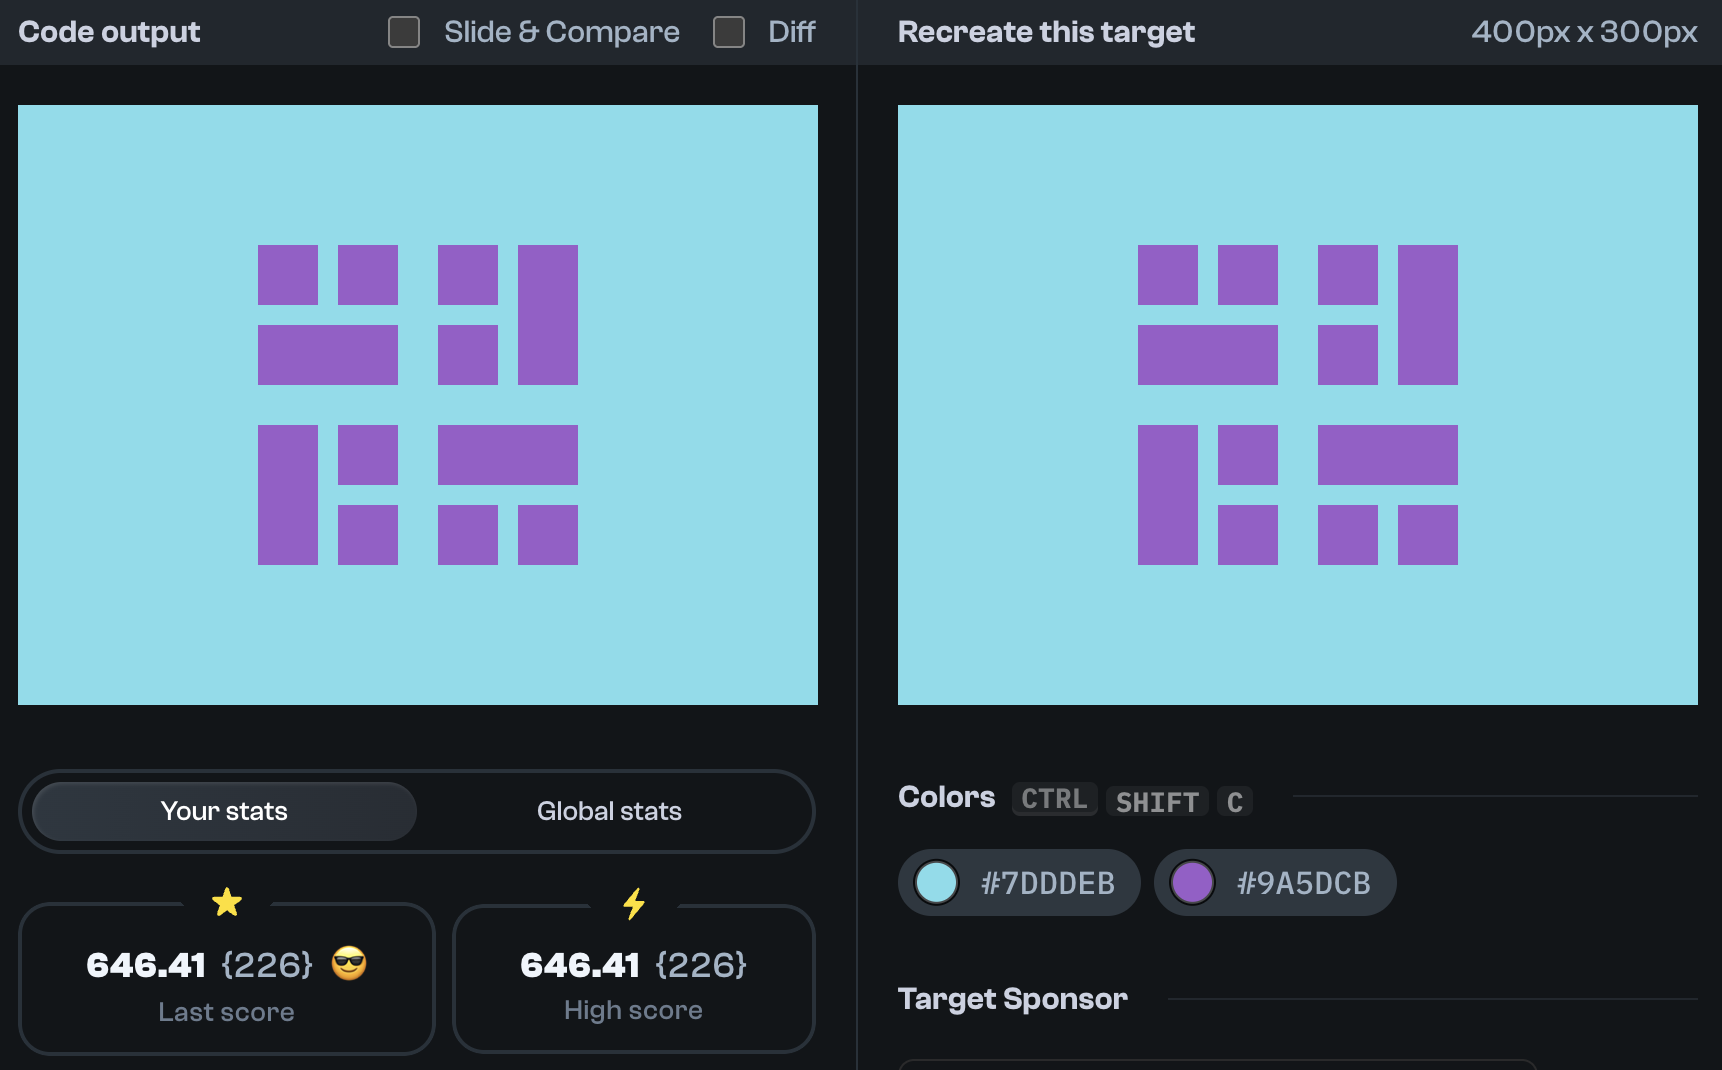 Code output
Slide & Compare
Diff
Recreate this target
400px x 300px
Your stats
Global stats
646.41 {226} 😎
Last score
646.41 {226}
High score
Colors CTRL SHIFT C
#7DDDEB
#9A5DCB
Target Sponsor